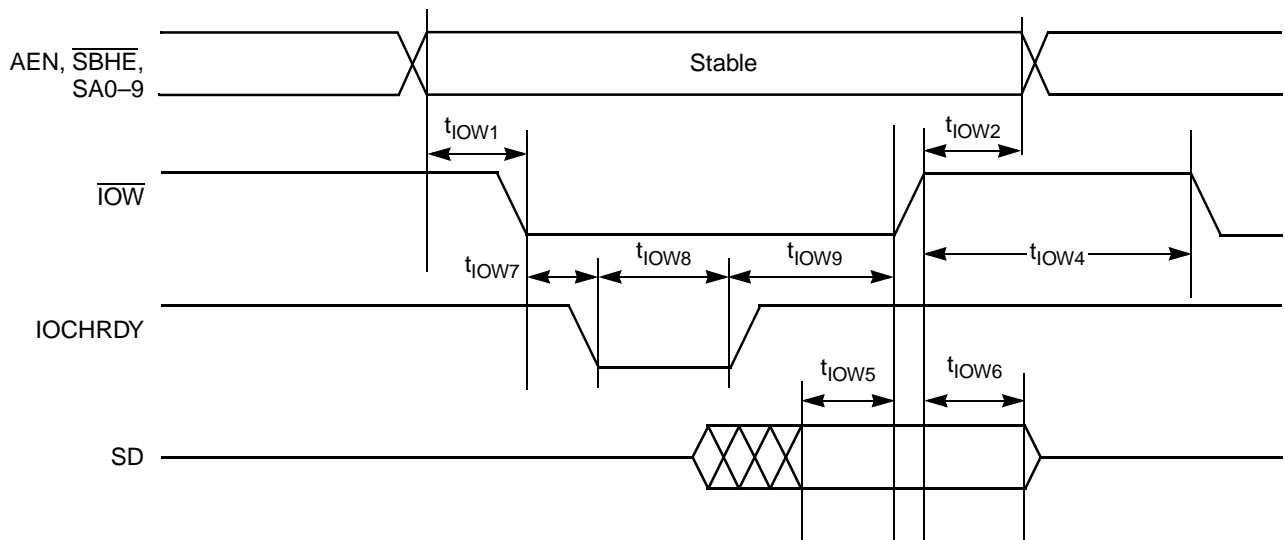 AEN, SBHE,
SA0–9
Stable
tIOW1
tIOW2
IOW
tIOW7
tIOW8
tIOW9
tIOW4
IOCHRDY
tIOW5
tIOW6
SD